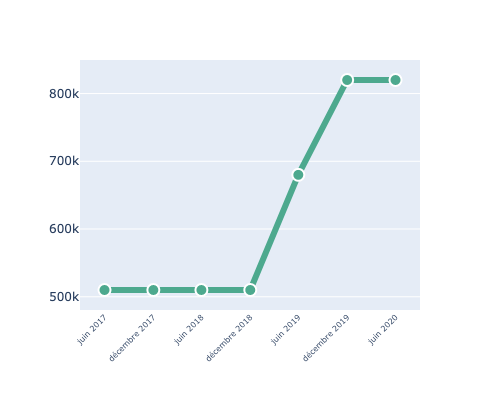 800k
700k
600k
500k
juin 2017
décembre 2017
juin 2018
décembre 2018
juin 2019
décembre 2019
juin 2020